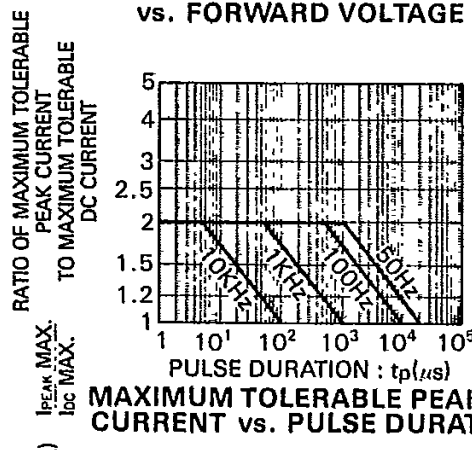 vs. FORWARD VOLTAGE
RATIO OF MAXIMUM TOLERABLE
PEAK CURRENT
TO MAXIMUM TOLERABLE
DC CURRENT
IPEAK MAX.
IDC MAX.
5
4
3
2.5
2
1.5
1.2
1
10KHz
1KHz
100Hz
50Hz
1 10¹ 10² 10³ 10⁴ 10⁵
PULSE DURATION : tp(μs)
MAXIMUM TOLERABLE PEA
CURRENT vs. PULSE DURAT